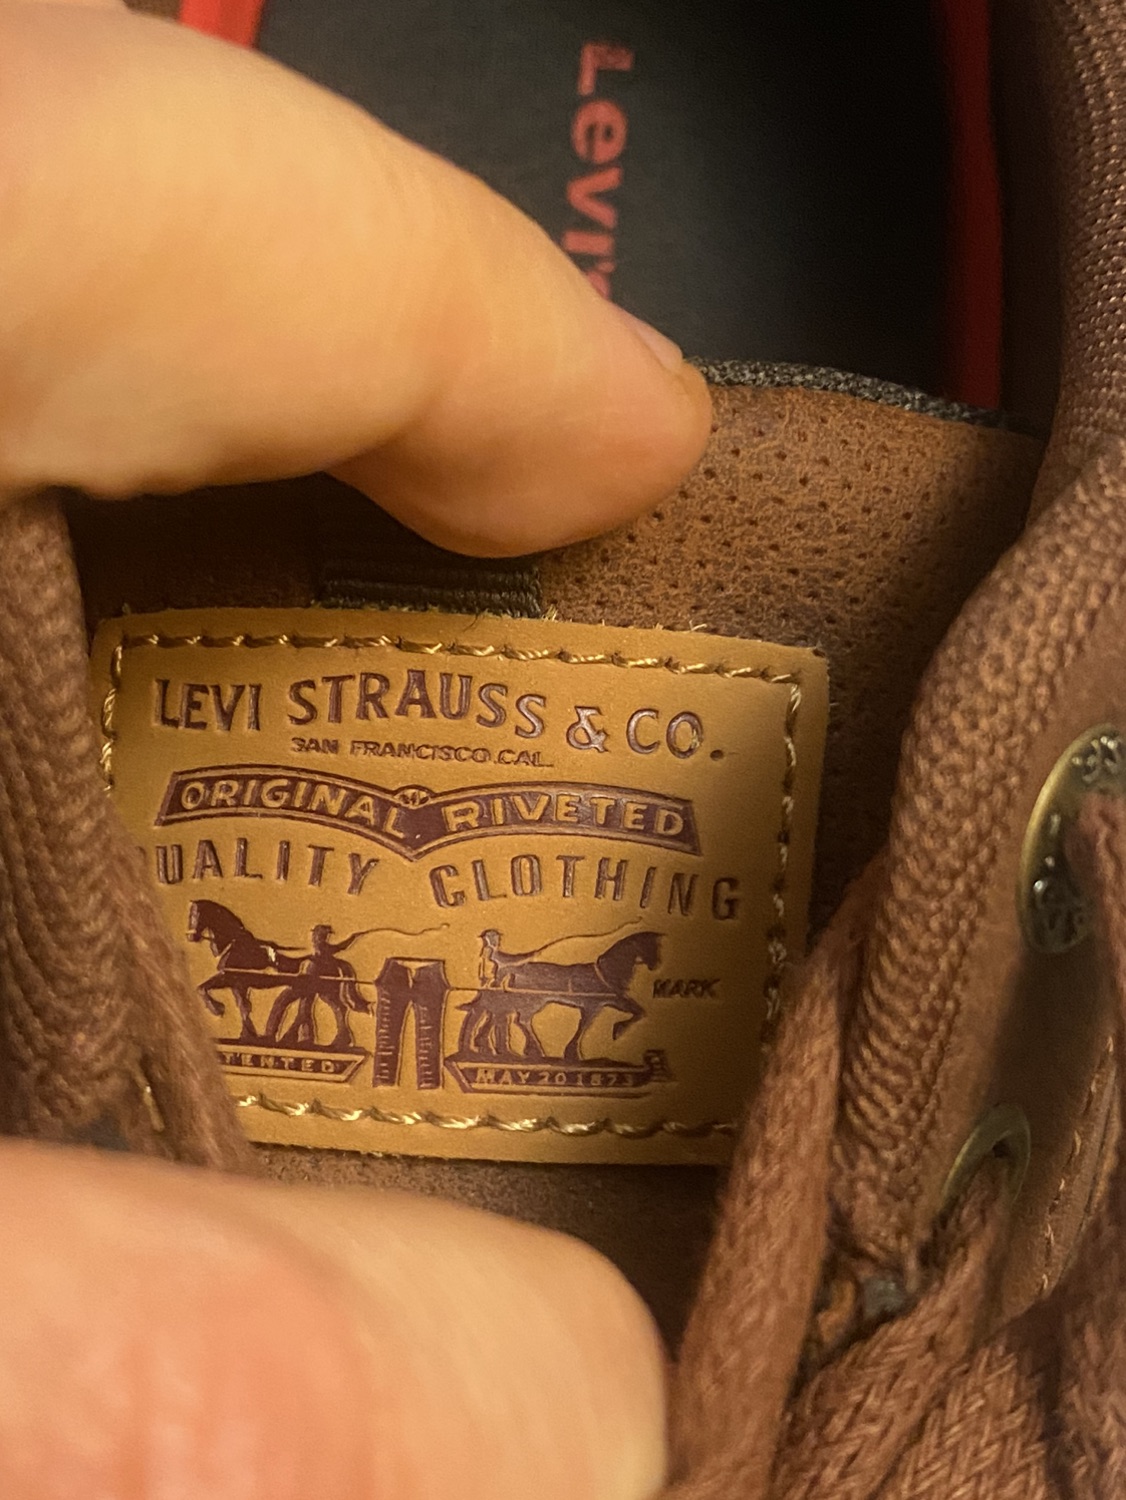 Levi's
LEVI STRAUSS & CO.
SAN FRANCISCO.CAL.
ORIGINAL RIVETED
UALITY CLOTHING
MARK
TENTED
MAY 20 1873